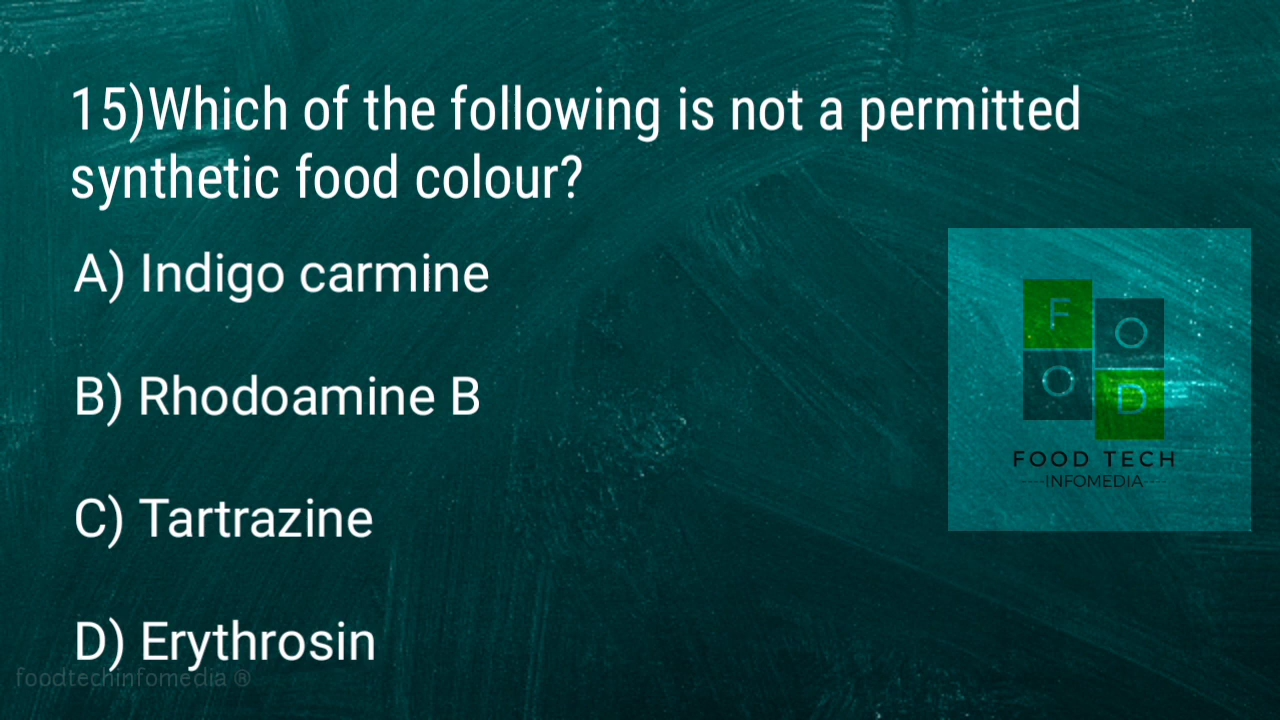 15)Which of the following is not a permitted
synthetic food colour?
A) Indigo carmine
B) Rhodoamine B
C) Tartrazine
D) Erythrosin
F O
O D
FOOD TECH
INFOMEDIA
foodtechinfomedia ®